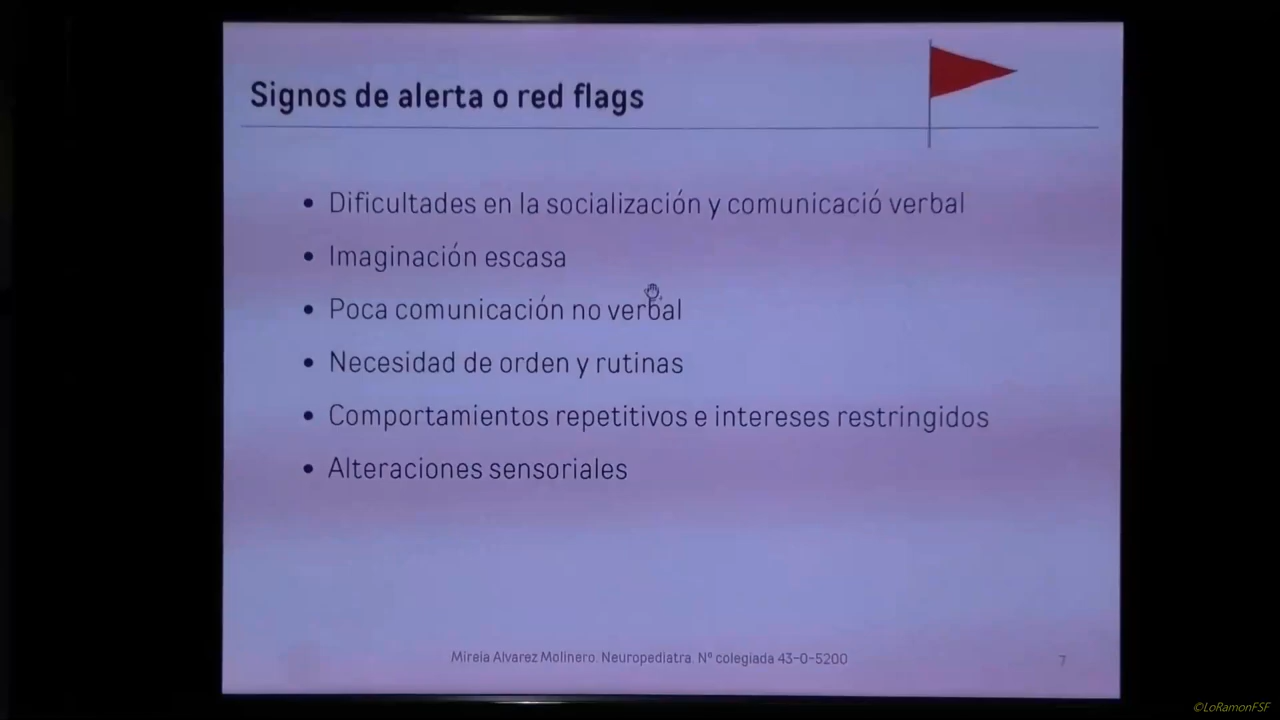 Signos de alerta o red flags
• Dificultades en la socialización y comunicació verbal
• Imaginación escasa
• Poca comunicación no verbal
• Necesidad de orden y rutinas
• Comportamientos repetitivos e intereses restringidos
• Alteraciones sensoriales
Mireia Alvarez Molinero. Neuropediatra. Nº colegiada 43-0-5200
7
©LoRamonFSF